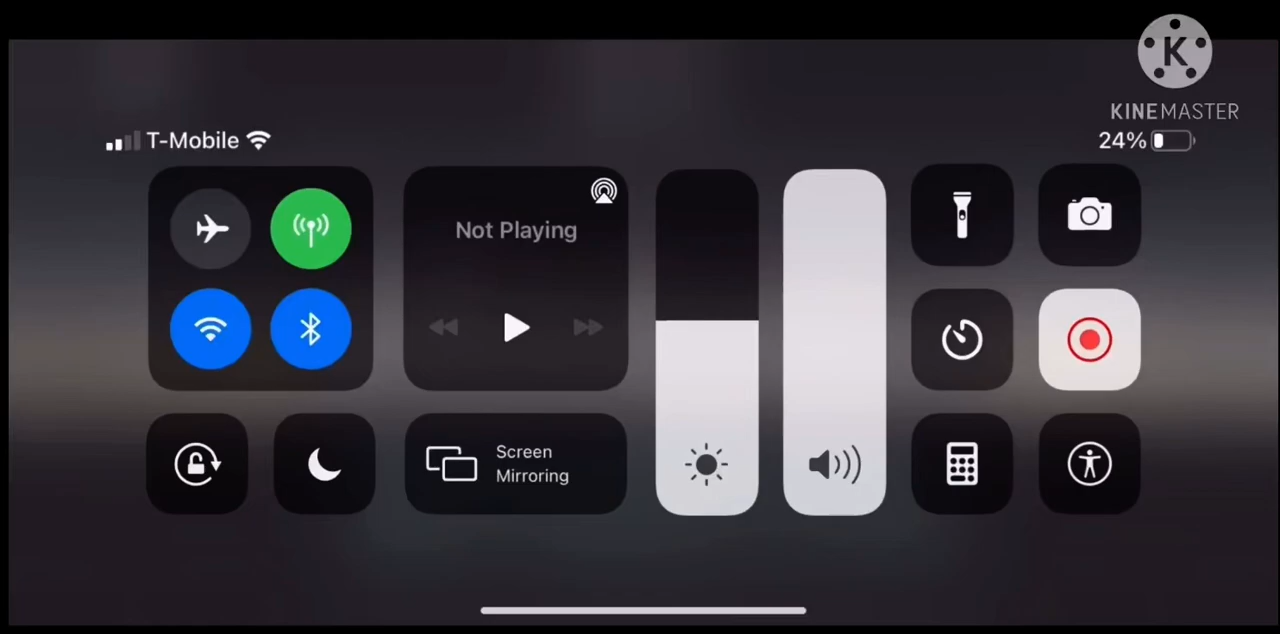 K
KINEMASTER
T-Mobile
24%
Not Playing
Screen
Mirroring